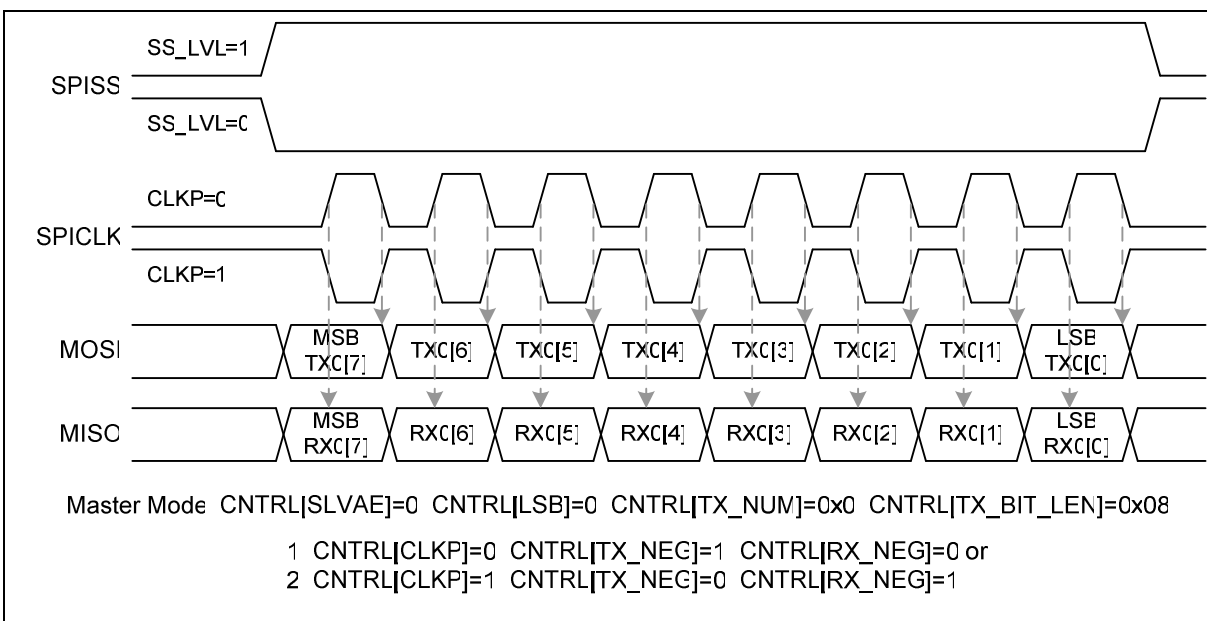 SS_LVL=1
SPISS
SS_LVL=0
CLKP=0
SPICLK
CLKP=1
MOSI
MSB
TX0[7]
TX0[6]
TX0[5]
TX0[4]
TX0[3]
TX0[2]
TX0[1]
LSB
TX0[0]
MISO
MSB
RX0[7]
RX0[6]
RX0[5]
RX0[4]
RX0[3]
RX0[2]
RX0[1]
LSB
RX0[0]
Master Mode CNTRL[SLVAE]=0 CNTRL[LSB]=0 CNTRL[TX_NUM]=0x0 CNTRL[TX_BIT_LEN]=0x08
1 CNTRL[CLKP]=0 CNTRL[TX_NEG]=1 CNTRL[RX_NEG]=0 or
2 CNTRL[CLKP]=1 CNTRL[TX_NEG]=0 CNTRL[RX_NEG]=1